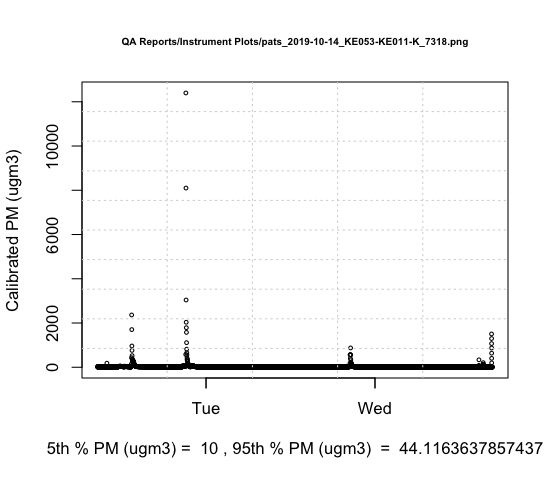 QA Reports/Instrument Plots/pats_2019-10-14_KE053-KE011-K_7318.png
Calibrated PM (ugm3)
10000
6000
2000
0
Tue Wed
5th % PM (ugm3) = 10 , 95th % PM (ugm3) = 44.1163637857437